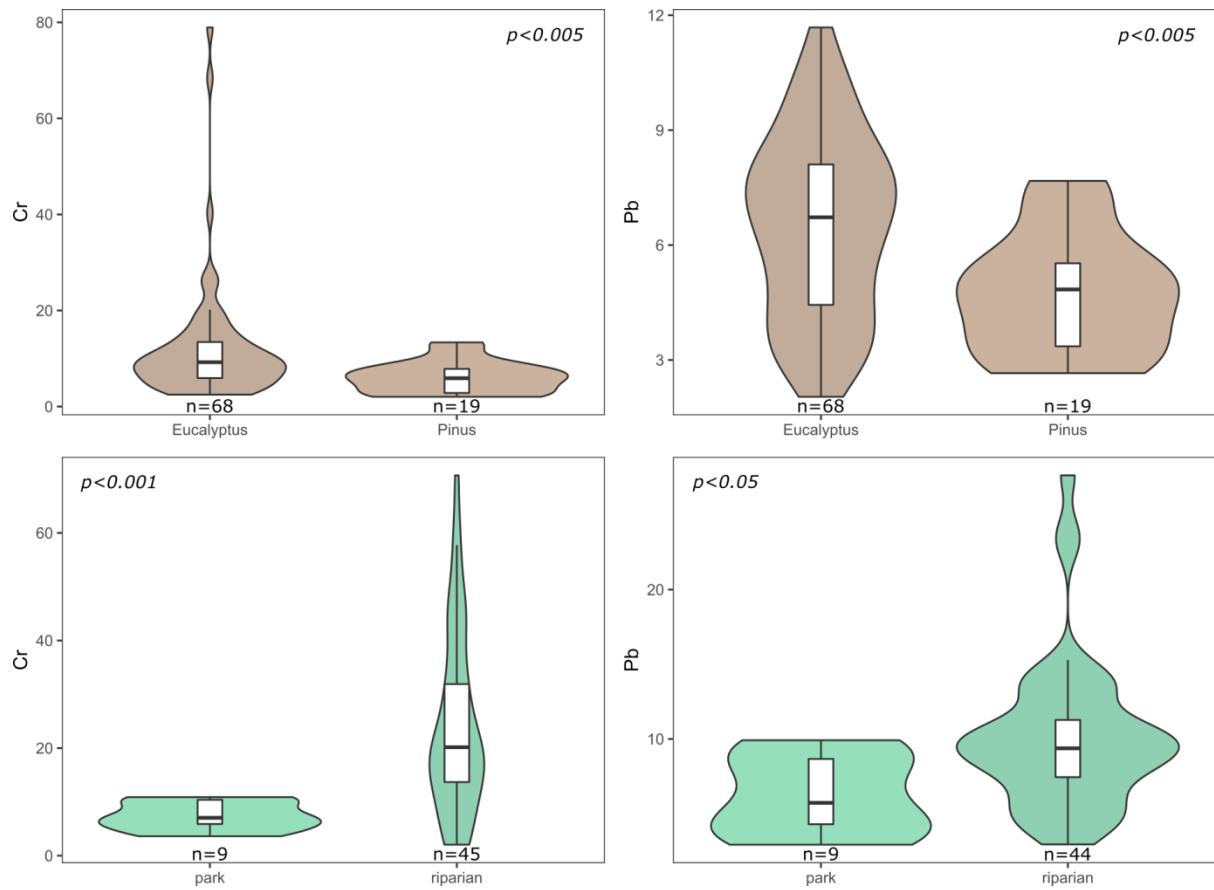 80
60
40
20
0
Cr
p<0.005
n=68
n=19
Eucalyptus
Pinus
12
9
6
3
Pb
p<0.005
n=68
n=19
Eucalyptus
Pinus
60
40
20
0
Cr
p<0.001
n=9
n=45
park
riparian
20
10
Pb
p<0.05
n=9
n=44
park
riparian